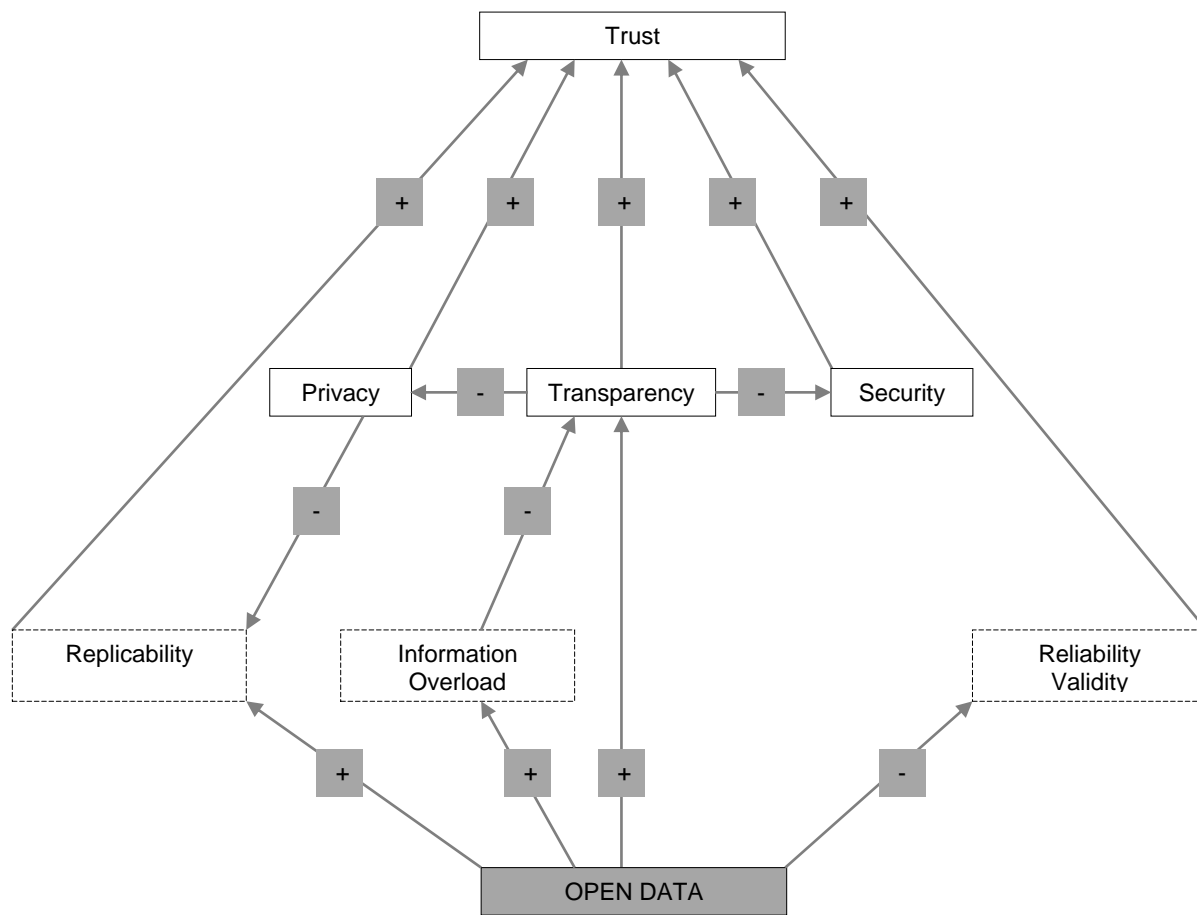 Trust
+ + + + +
Privacy - Transparency - Security
- -
Replicability Information Reliability
Overload Validity
+ + + -
OPEN DATA